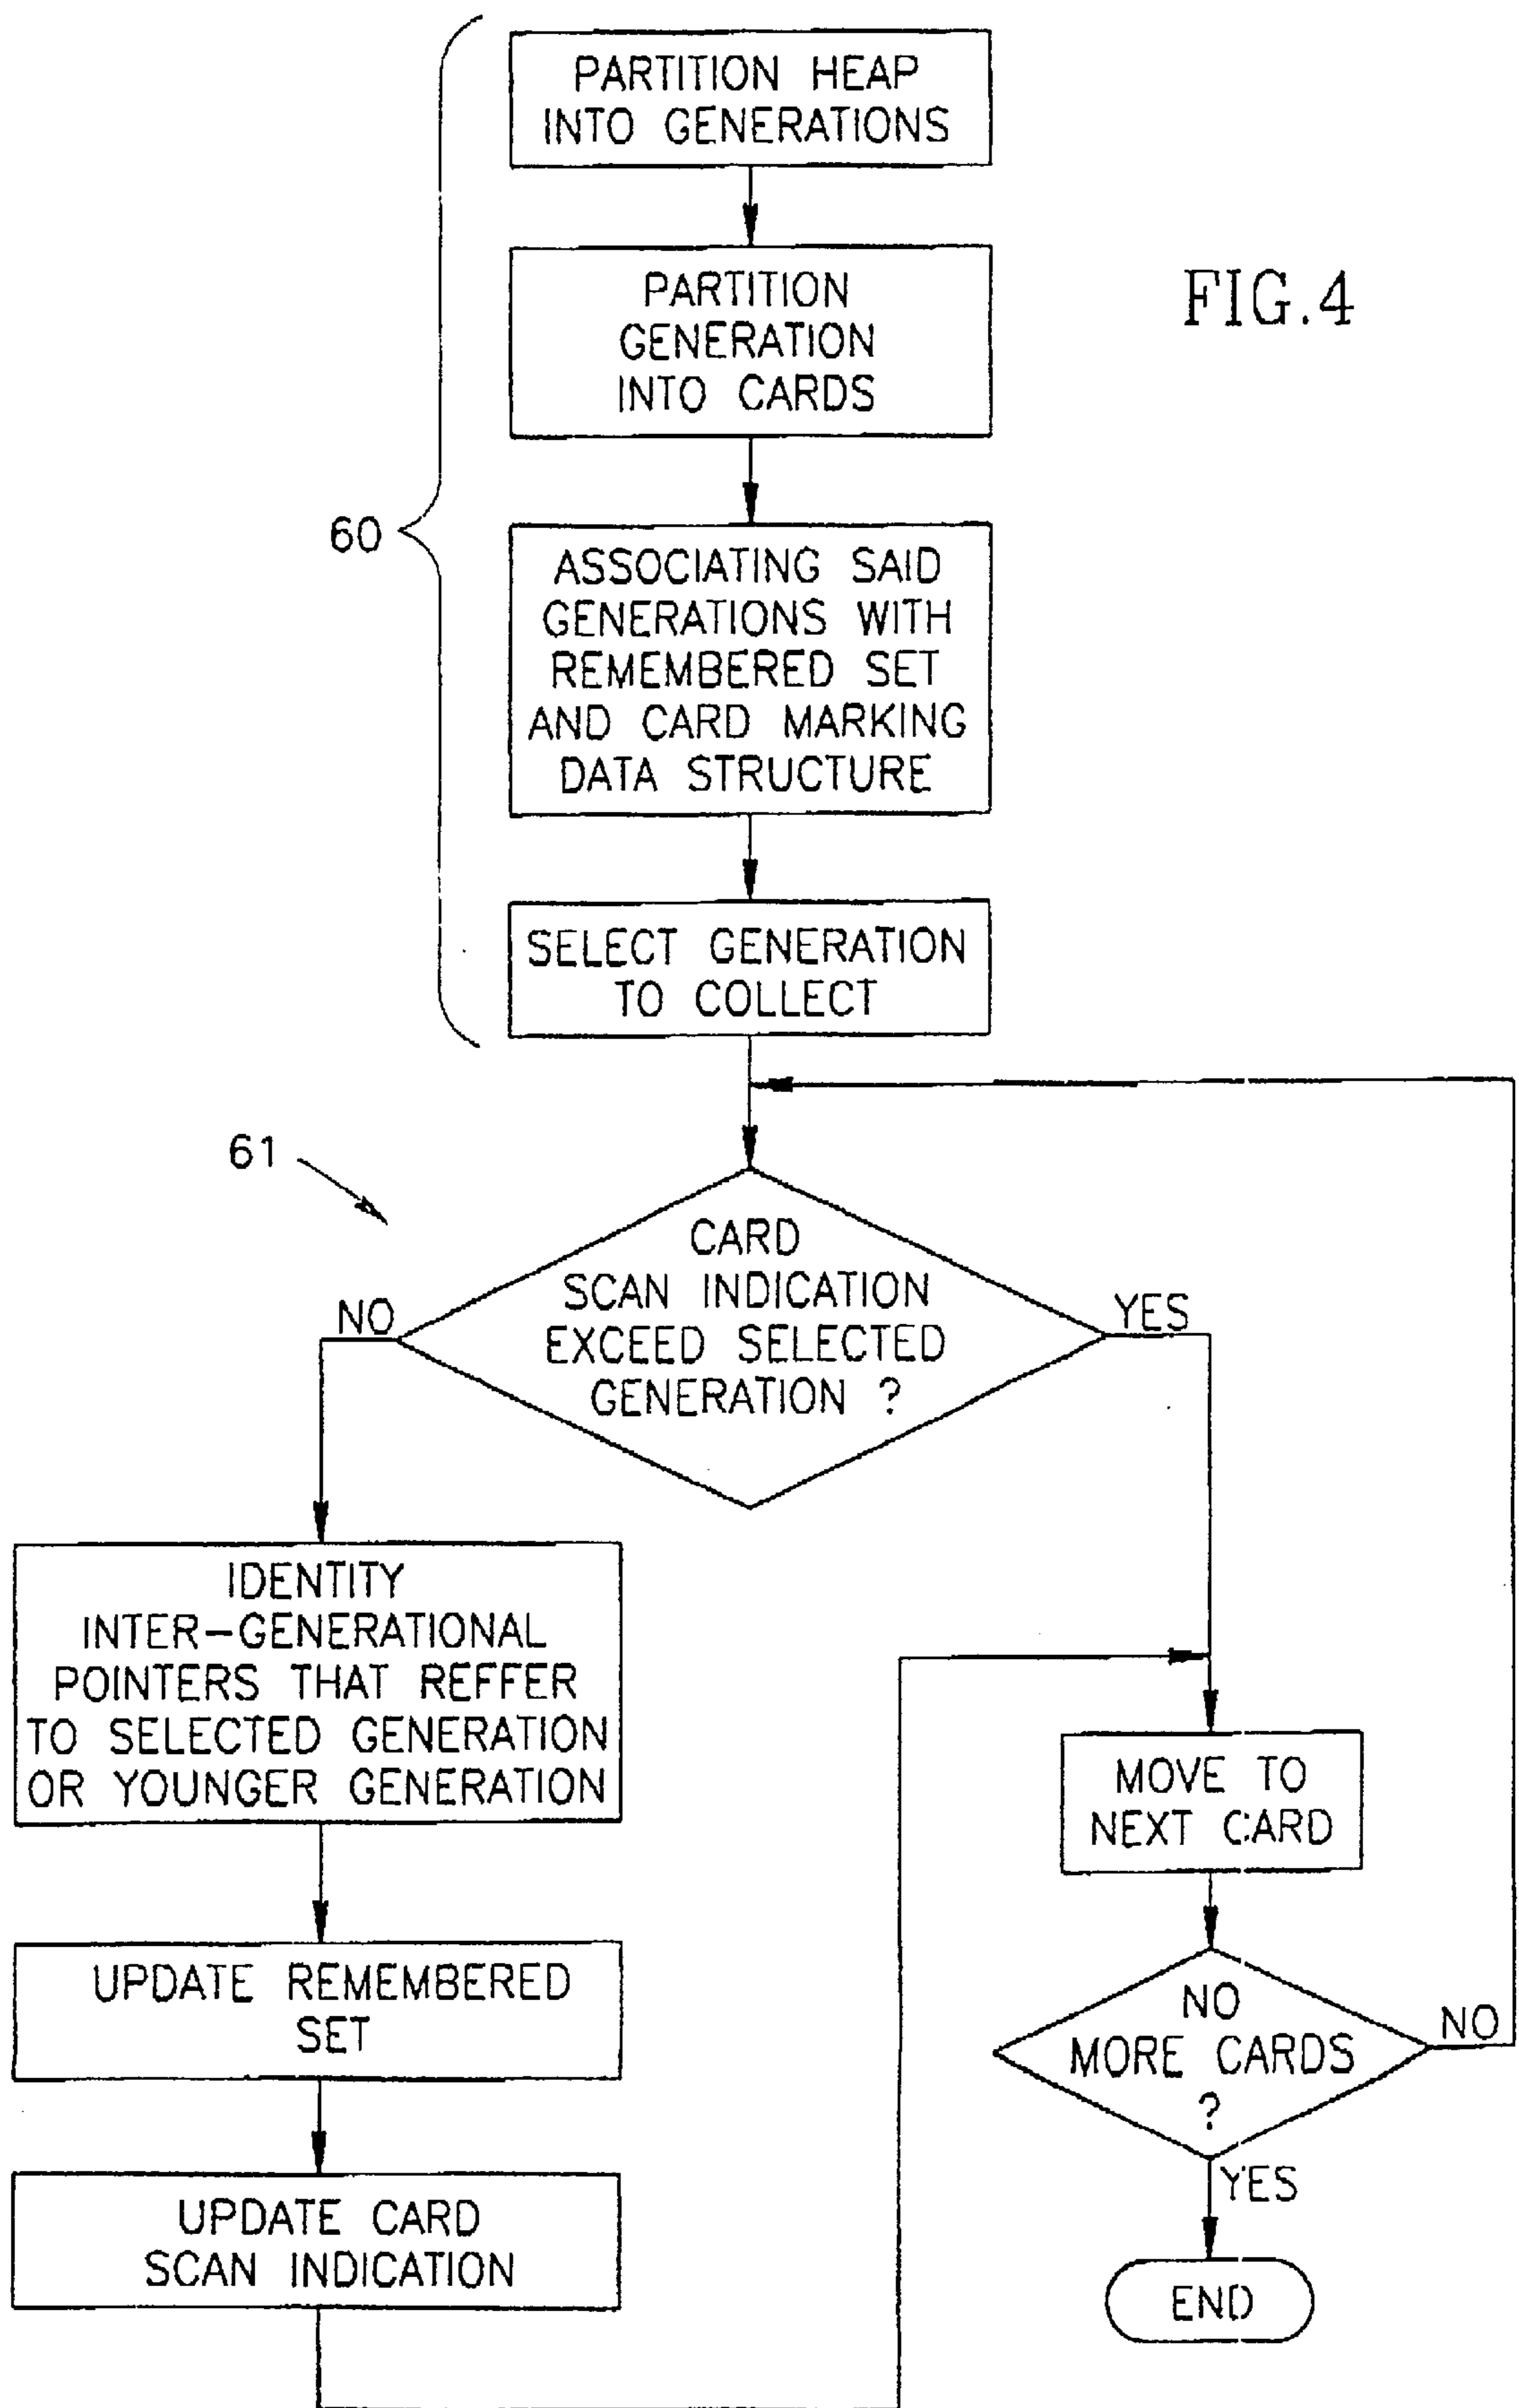 PARTITION HEAP
INTO GENERATIONS
PARTITION
GENERATION
INTO CARDS
FIG.4
60
ASSOCIATING SAID
GENERATIONS WITH
REMEMBERED SET
AND CARD MARKING
DATA STRUCTURE
SELECT GENERATION
TO COLLECT
61
CARD
SCAN INDICATION
EXCEED SELECTED
GENERATION ?
NO
YES
IDENTITY
INTER-GENERATIONAL
POINTERS THAT REFFER
TO SELECTED GENERATION
OR YOUNGER GENERATION
UPDATE REMEMBERED
SET
UPDATE CARD
SCAN INDICATION
MOVE TO
NEXT CARD
NO
MORE CARDS
?
NO
YES
END